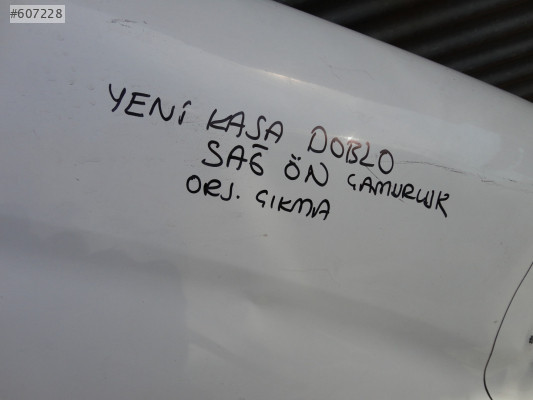 #607228
YENİ KASA DOBLO
SAĞ ÖN ÇAMURLUK
ORJ. ÇIKMA